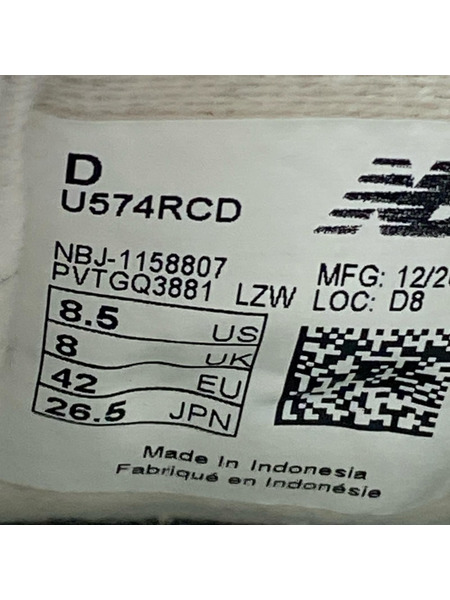 D
U574RCD
NBJ-1158807
PVTGQ3881 LZW
MFG: 12/20
LOC: D8
8.5 US
8 UK
42 EU
26.5 JPN
Made In Indonesia
Fabriqué en Indonésie